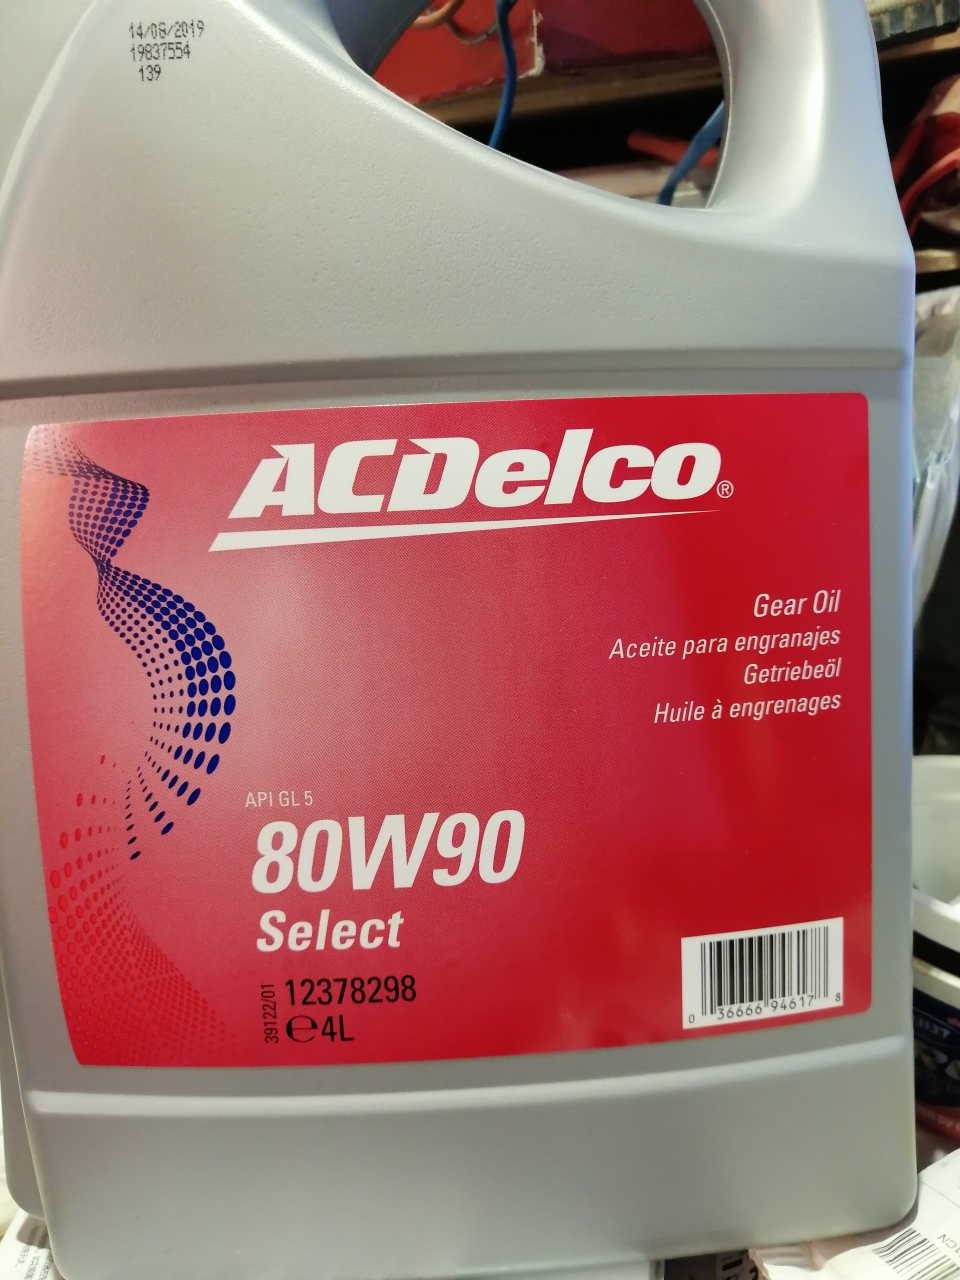 14/08/2019
19837554
139
ACDelco®
Gear Oil
Aceite para engranajes
Getriebeöl
Huile à engrenages
API GL 5
80W90
Select
12378298
39122/01
℮4L
0 36666 94617 8